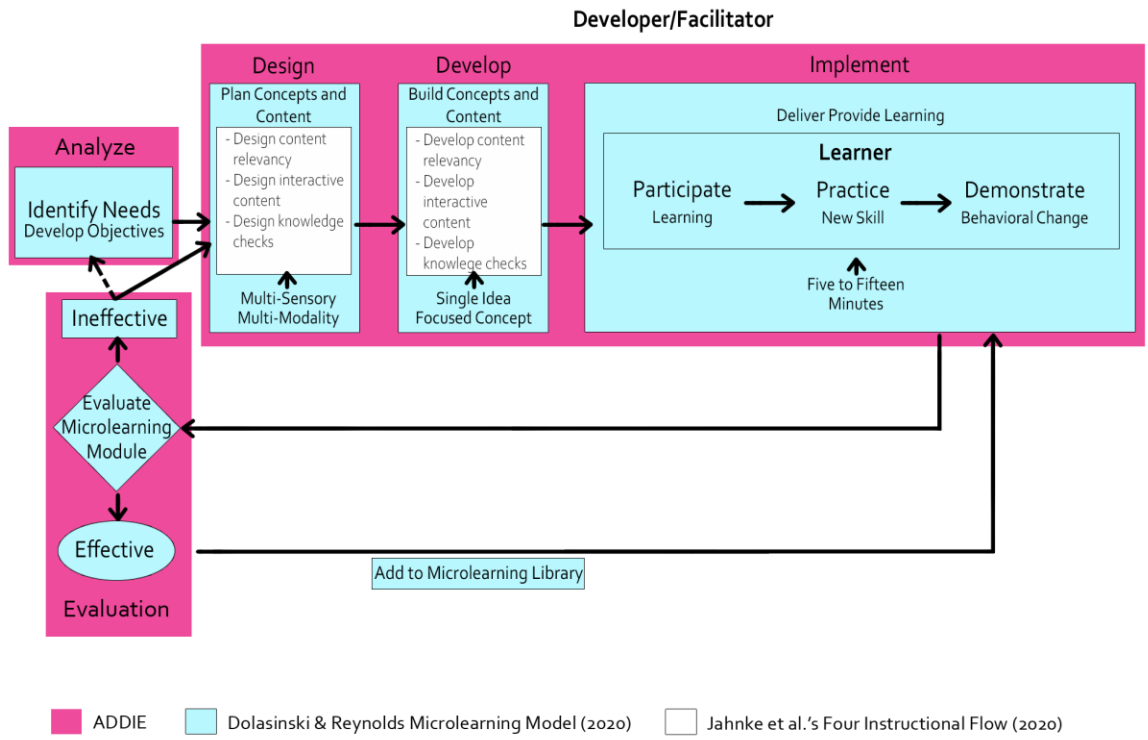 Developer/Facilitator
Analyze
Identify Needs
Develop Objectives
Design
Plan Concepts and
Content
- Design content
relevancy
- Design interactive
content
- Design knowledge
checks
Multi-Sensory
Multi-Modality
Develop
Build Concepts and
Content
- Develop content
relevancy
- Develop
interactive
content
- Develop
knowlege checks
Single Idea
Focused Concept
Implement
Deliver Provide Learning
Learner
Participate
Learning
Practice
New Skill
Demonstrate
Behavioral Change
Five to Fifteen
Minutes
Ineffective
Evaluate
Microlearning
Module
Effective
Evaluation
Add to Microlearning Library
ADDIE
Dolasinski & Reynolds Microlearning Model (2020)
Jahnke et al.'s Four Instructional Flow (2020)